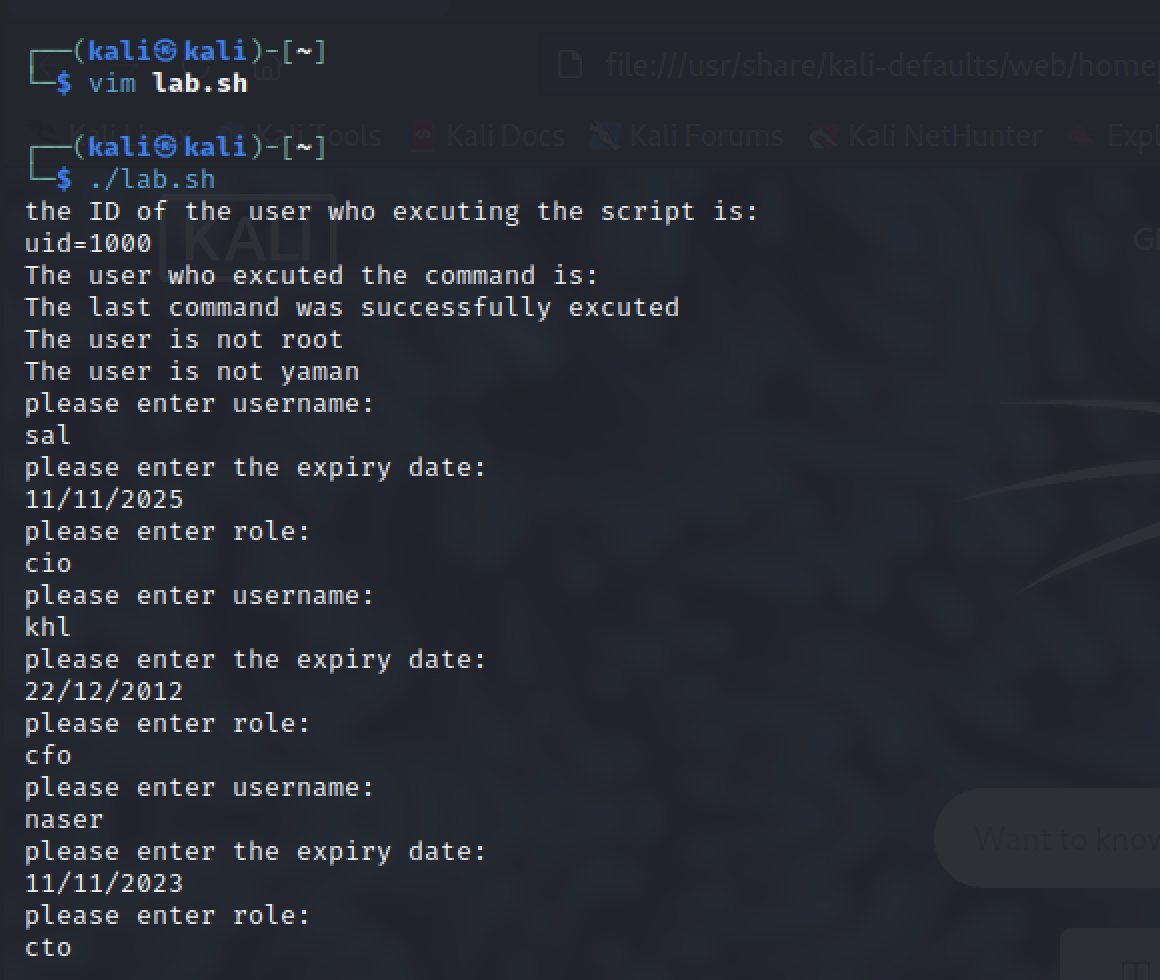 (kali㉿kali)-[~]
$ vim lab.sh
file:///usr/share/kali-defaults/web/home
Kali Linux Kali Tools Kali Docs Kali Forums Kali NetHunter
(kali㉿kali)-[~]
$ ./lab.sh
the ID of the user who excuting the script is:
uid=1000
KALI
The user who excuted the command is:
The last command was successfully excuted
The user is not root
The user is not yaman
please enter username:
sal
please enter the expiry date:
11/11/2025
please enter role:
cio
please enter username:
khl
please enter the expiry date:
22/12/2012
please enter role:
cfo
please enter username:
naser
please enter the expiry date:
Want to know
11/11/2023
please enter role:
cto